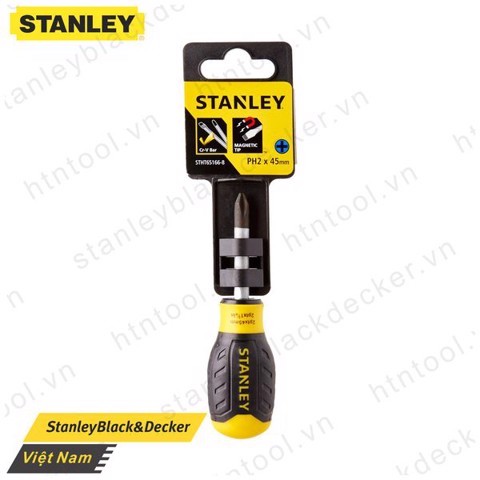 STANLEY
STANLEY
Cr-V Bar
MAGNETIC
TIP
STHT65166-8
PH2 x 45mm
STANLEY
StanleyBlack&Decker
Việt Nam
htntool.vn
stanleyblackdecker.vn